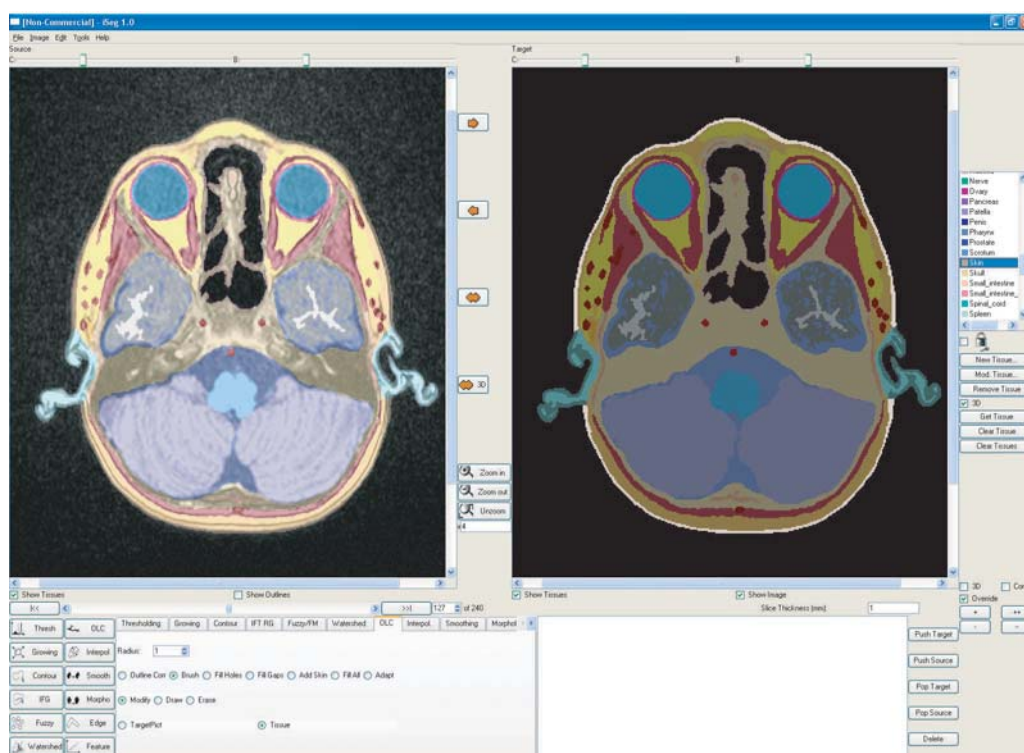 [Non-Commercial] - iSeg 1.0
File Image Edit Tools Help
Source
Target
C: B:
C: B:
Nerve
Ovary
Pancreas
Patella
Penis
Pharynx
Prostate
Scrotum
Skin
Skull
Small_intestine
Small_intestine_
Spinal_cord
Spleen
New Tissue...
Mod. Tissue...
Remove Tissue
3D
Get Tissue
Clear Tissue
Clear Tissues
3D
Zoom in
Zoom out
Unzoom
x4
Show Tissues Show Outlines
Show Tissues Show Image
3D
Override
+ ++
- --
|<< >>| 127 of 240
Slice Thickness (mm): 1
Thresh OLC
Growing Interpol
Contour Smooth
IFG Morpho
Fuzzy Edge
Watershed Feature
Thresholding Growing Contour IFT RG Fuzzy/FM Watershed OLC Interpol. Smoothing Morphol
Radius: 1
Outline Corr Brush Fill Holes Fill Gaps Add Skin Fill All Adapt
Modify Draw Erase
TargetPict Tissue
Push Target
Push Source
Pop Target
Pop Source
Delete